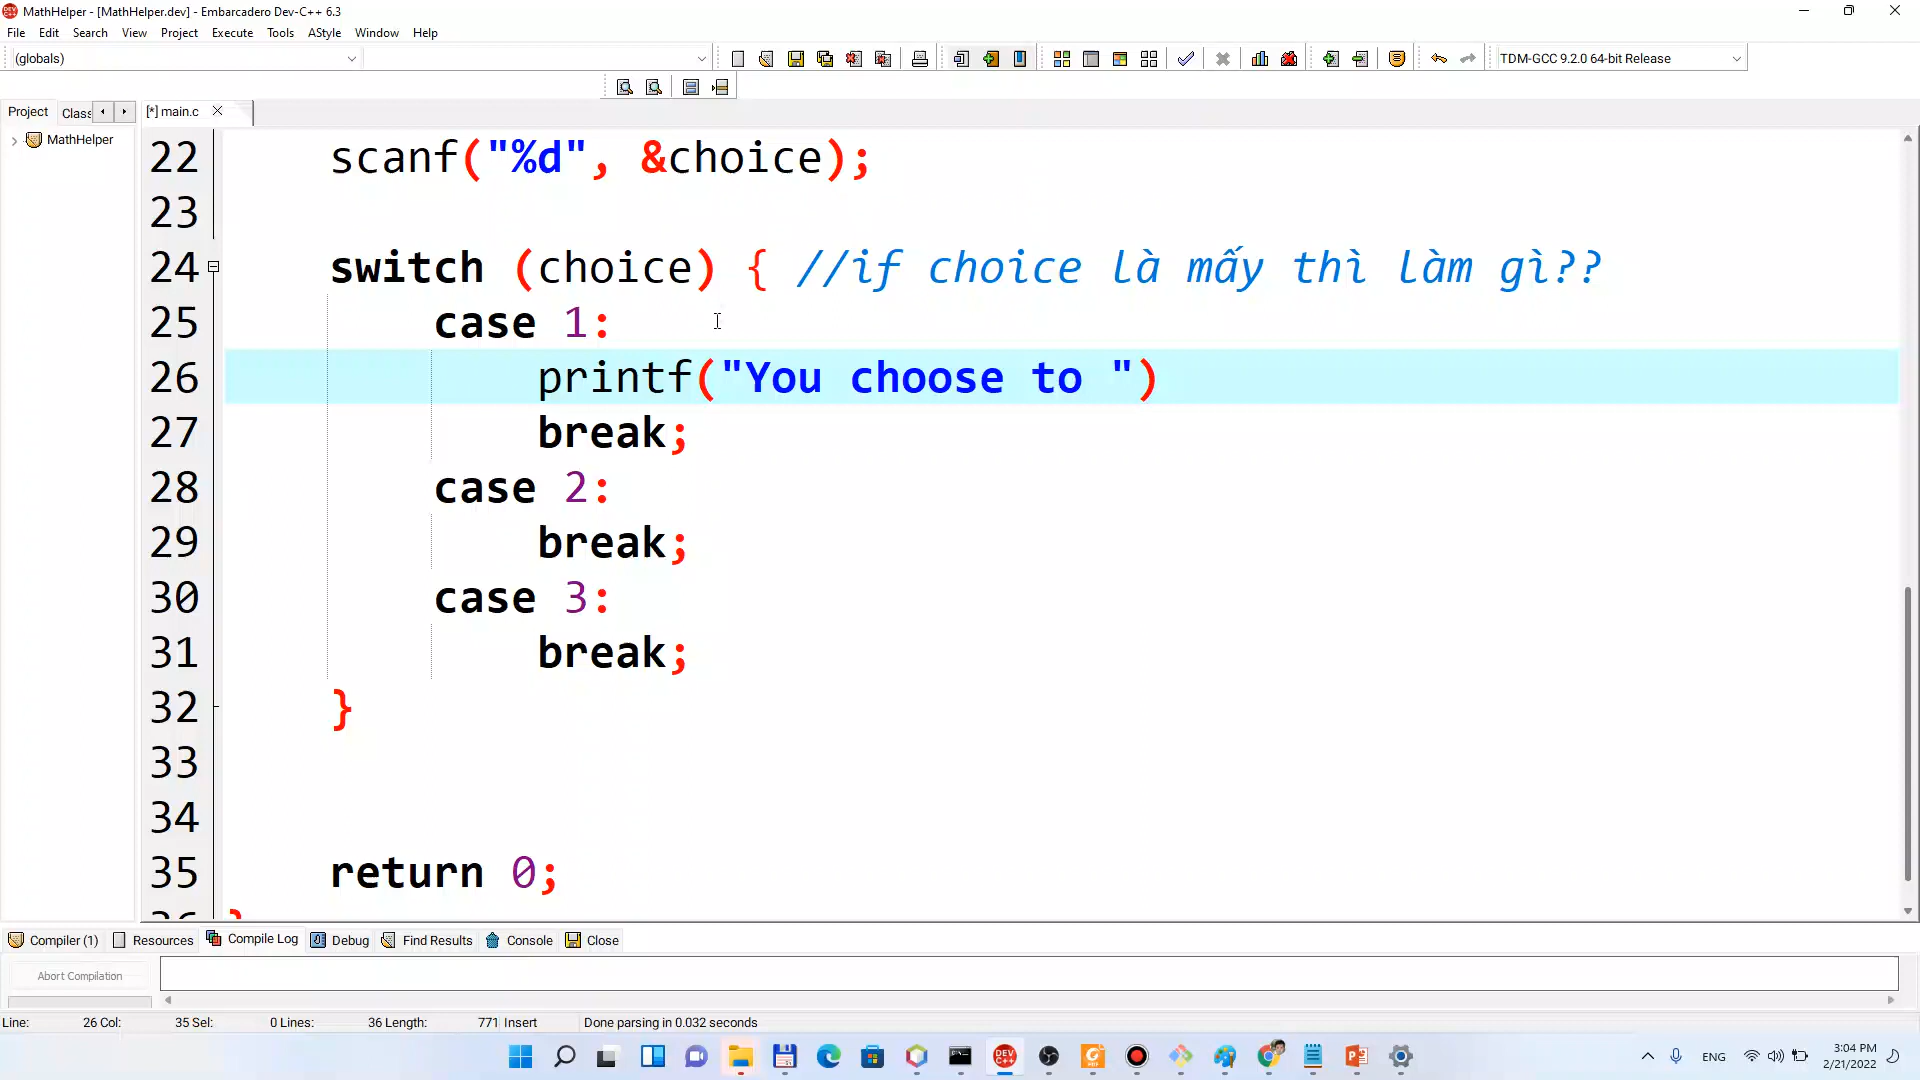 MathHelper - [MathHelper.dev] - Embarcadero Dev-C++ 6.3
File Edit Search View Project Execute Tools AStyle Window Help
(globals)
TDM-GCC 9.2.0 64-bit Release
Project Class
[*] main.c
MathHelper
22 scanf("%d", &choice);
23
24 switch (choice) { //if choice là mấy thì làm gì??
25 case 1:
26 printf("You choose to ")
27 break;
28 case 2:
29 break;
30 case 3:
31 break;
32 }
33
34
35 return 0;
Compiler (1) Resources Compile Log Debug Find Results Console Close
Abort Compilation
Line: 26 Col: 35 Sel: 0 Lines: 36 Length: 771 Insert Done parsing in 0.032 seconds
ENG
3:04 PM
2/21/2022